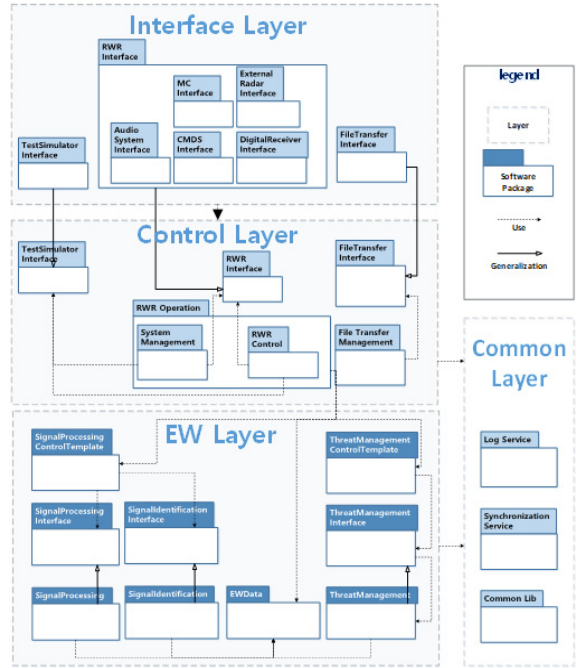 Interface Layer
RWR
Interface
MC
Interface
External
Radar
Interface
Audio
System
Interface
CMDS
Interface
DigitalReceiver
Interface
TestSimulator
Interface
FileTransfer
Interface
Control Layer
TestSimulator
Interface
RWR
Interface
FileTransfer
Interface
RWR Operation
System
Management
RWR
Control
File Transfer
Management
EW Layer
SignalProcessing
ControlTemplate
ThreatManagement
ControlTemplate
SignalProcessing
Interface
SignalIdentification
Interface
ThreatManagement
Interface
SignalProcessing
SignalIdentification
EWData
ThreatManagement
legend
Layer
Software
Package
Use
Generalization
Common
Layer
Log Service
Synchronization
Service
Common Lib